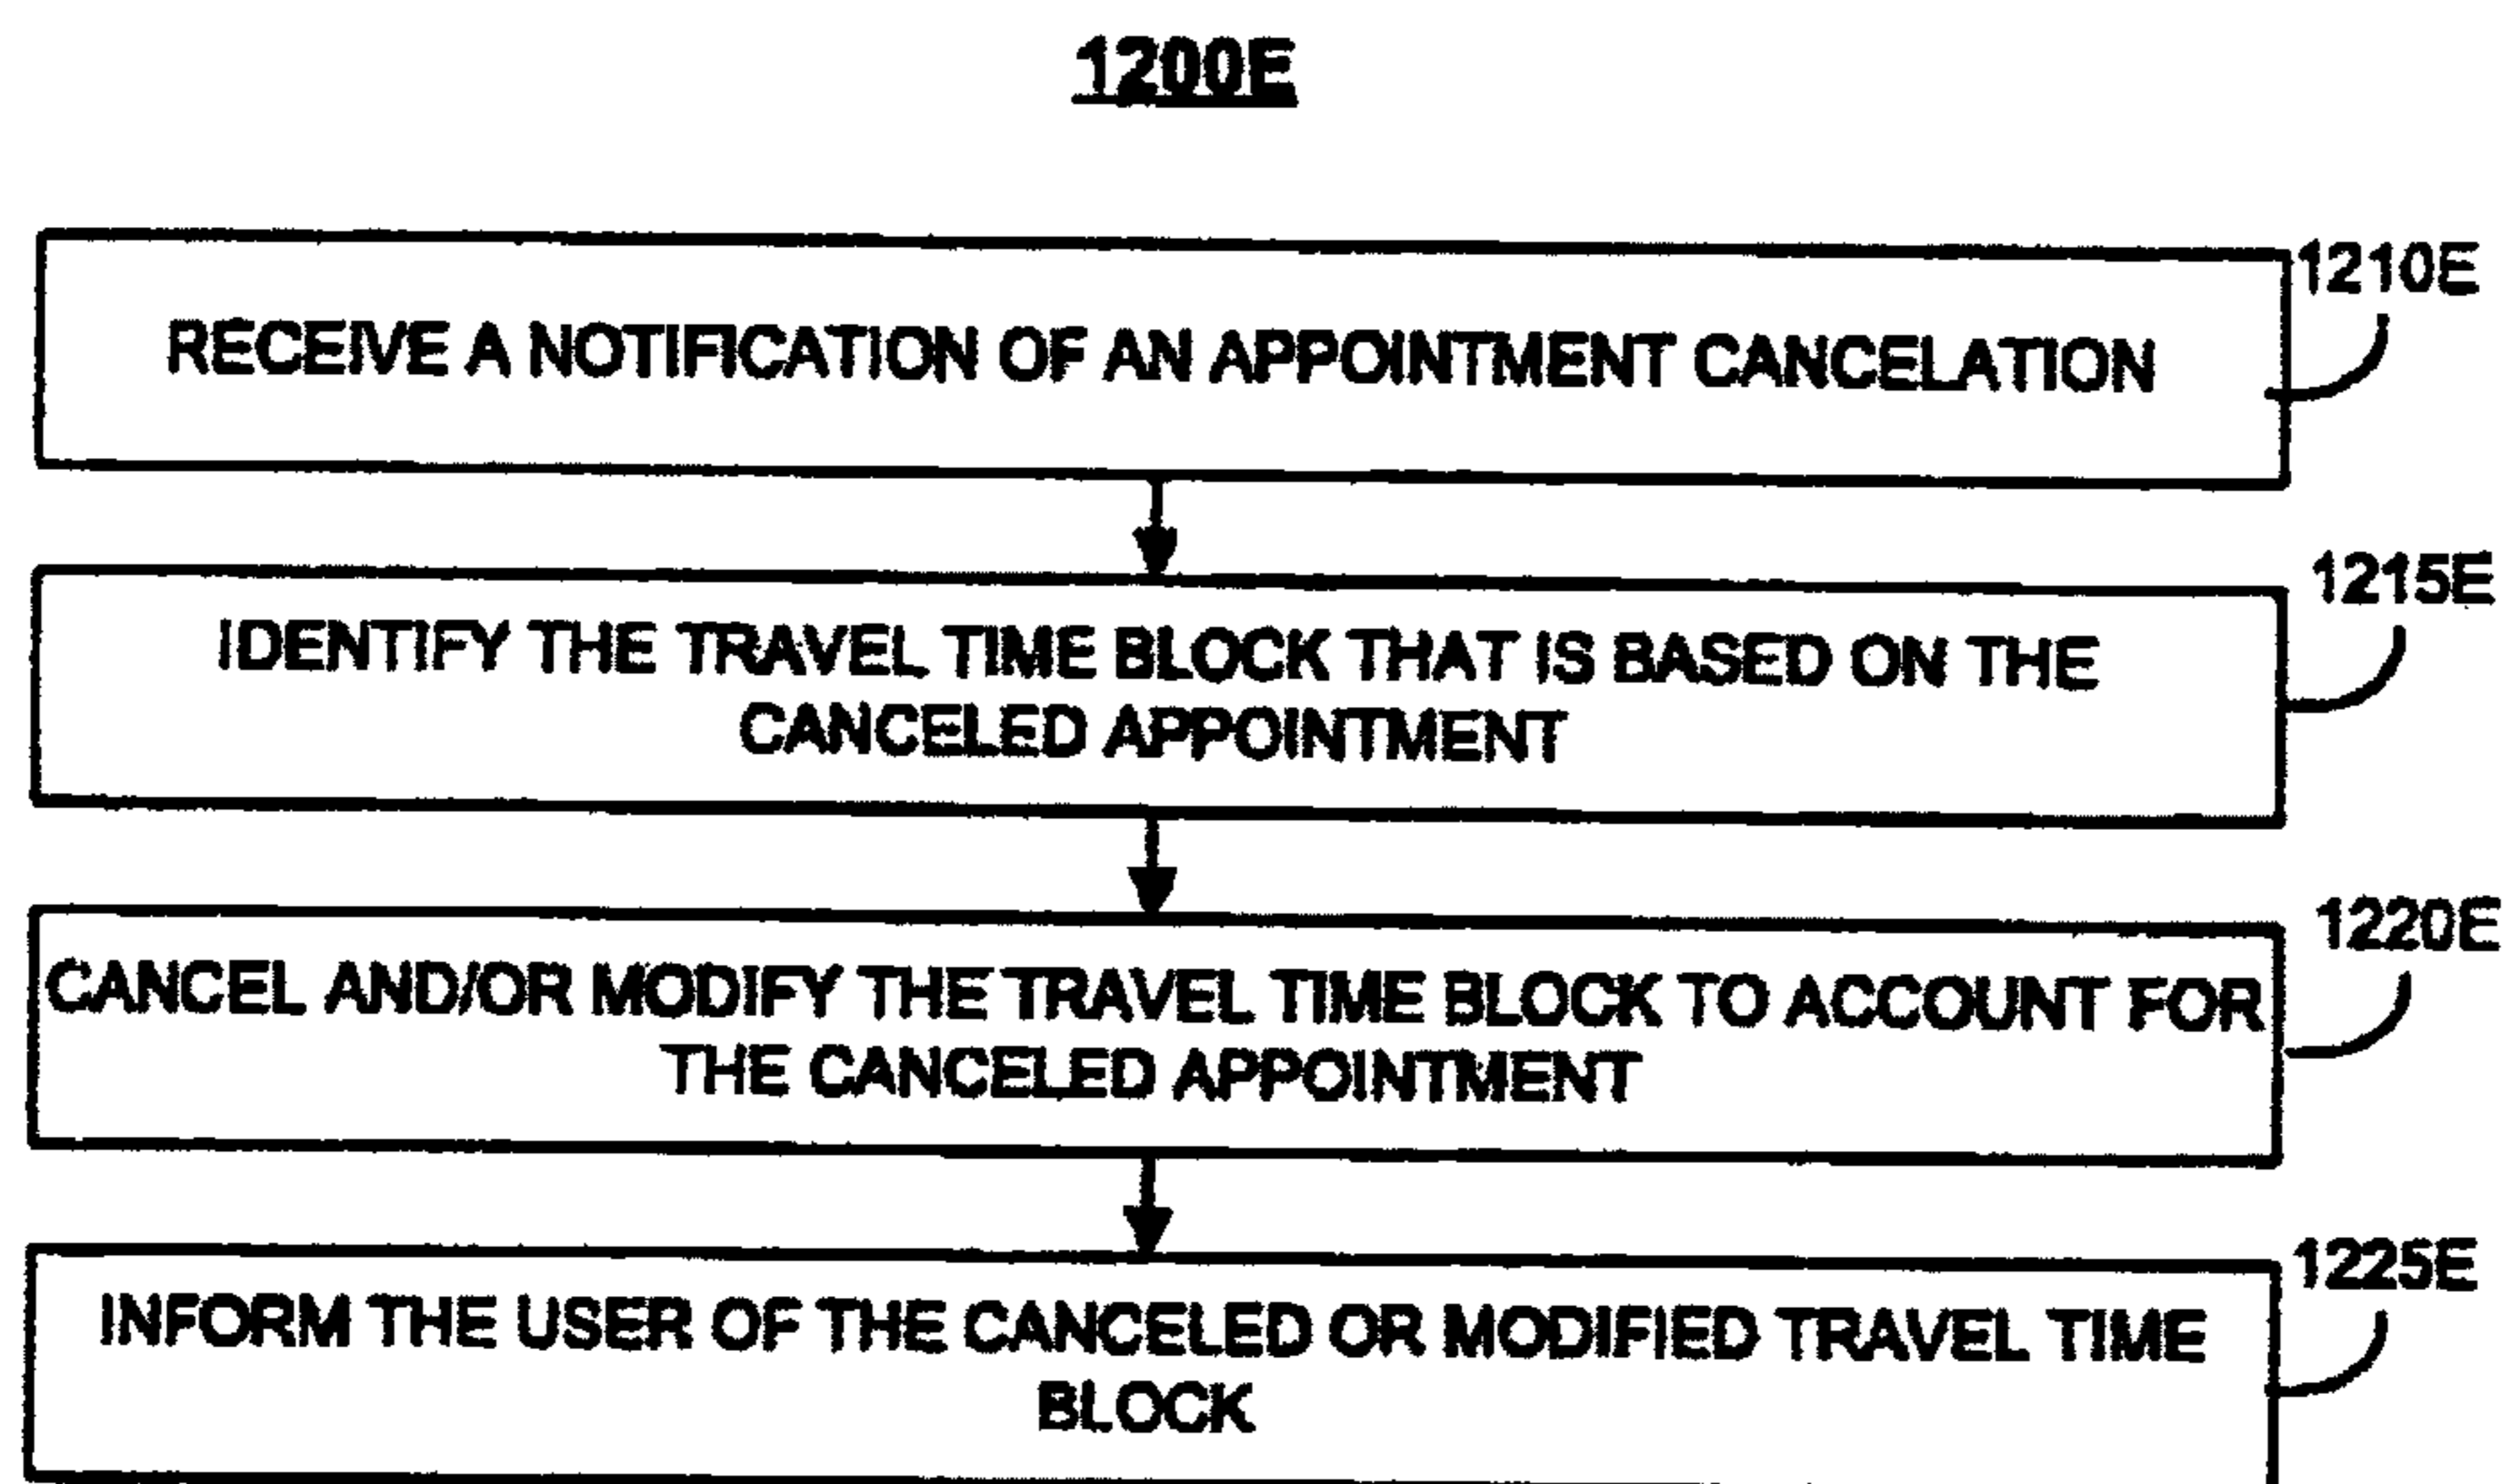 1200E
1210E
RECEIVE A NOTIFICATION OF AN APPOINTMENT CANCELATION
1215E
IDENTIFY THE TRAVEL TIME BLOCK THAT IS BASED ON THE
CANCELED APPOINTMENT
1220E
CANCEL AND/OR MODIFY THE TRAVEL TIME BLOCK TO ACCOUNT FOR
THE CANCELED APPOINTMENT
1225E
INFORM THE USER OF THE CANCELED OR MODIFIED TRAVEL TIME
BLOCK